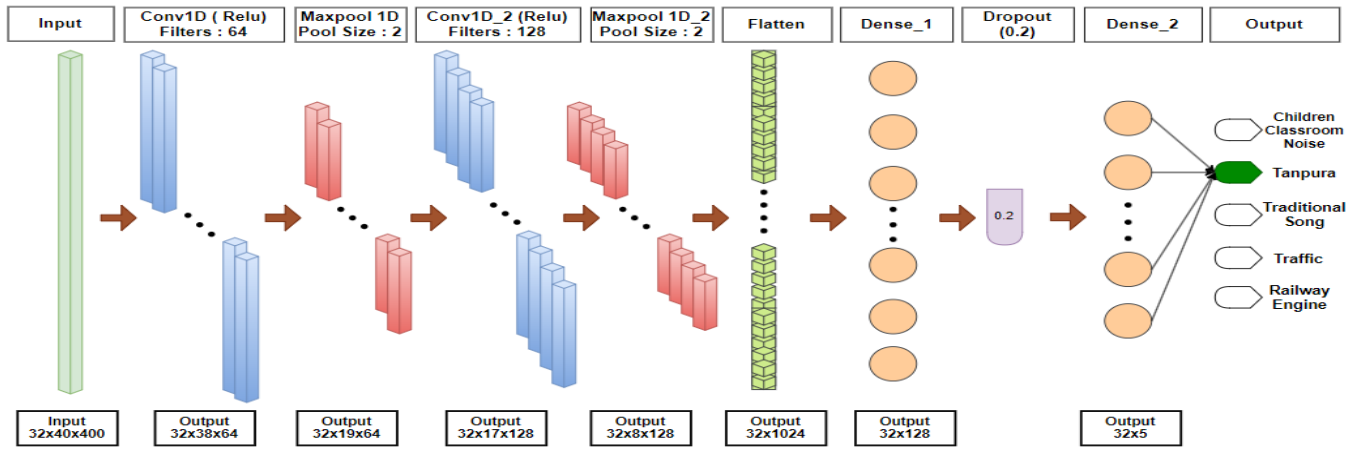 Input
Conv1D ( Relu)
Filters : 64
Maxpool 1D
Pool Size : 2
Conv1D_2 (Relu)
Filters : 128
Maxpool 1D_2
Pool Size : 2
Flatten
Dense_1
Dropout
(0.2)
Dense_2
Output
0.2
Children
Classroom
Noise
Tanpura
Traditional
Song
Traffic
Railway
Engine
Input
32x40x400
Output
32x38x64
Output
32x19x64
Output
32x17x128
Output
32x8x128
Output
32x1024
Output
32x128
Output
32x5